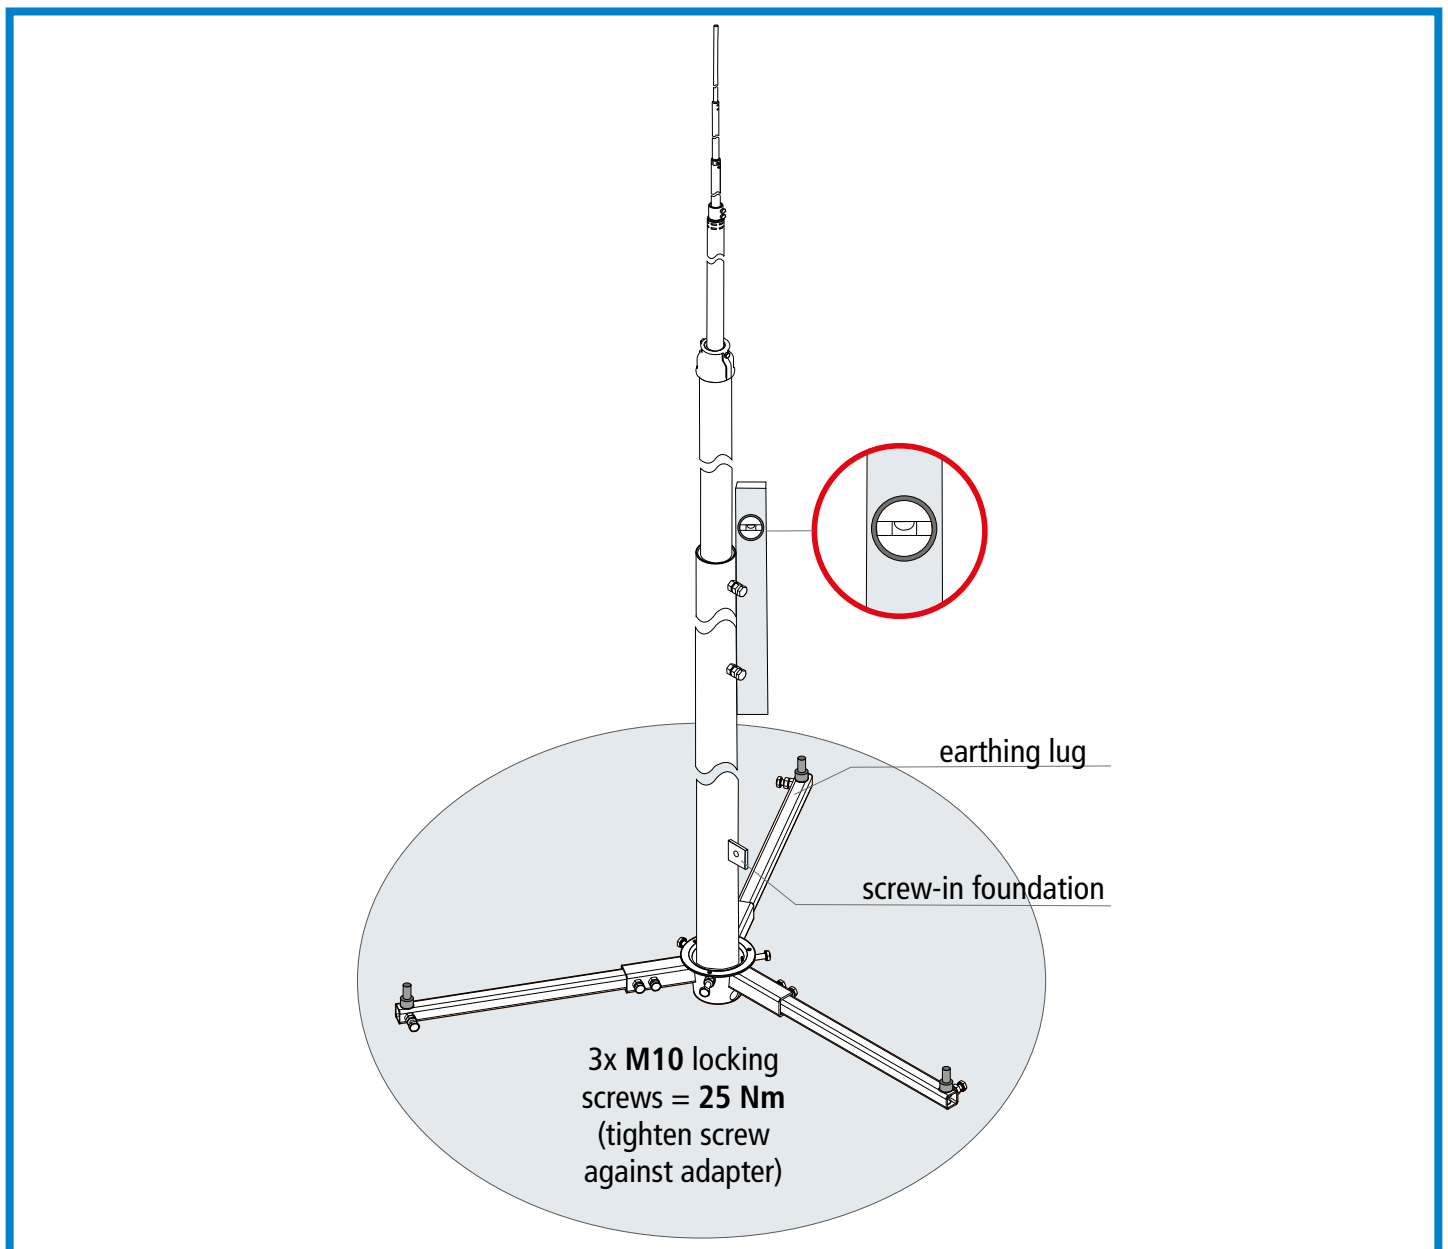 earthing lug
screw-in foundation
3x M10 locking
screws = 25 Nm
(tighten screw
against adapter)